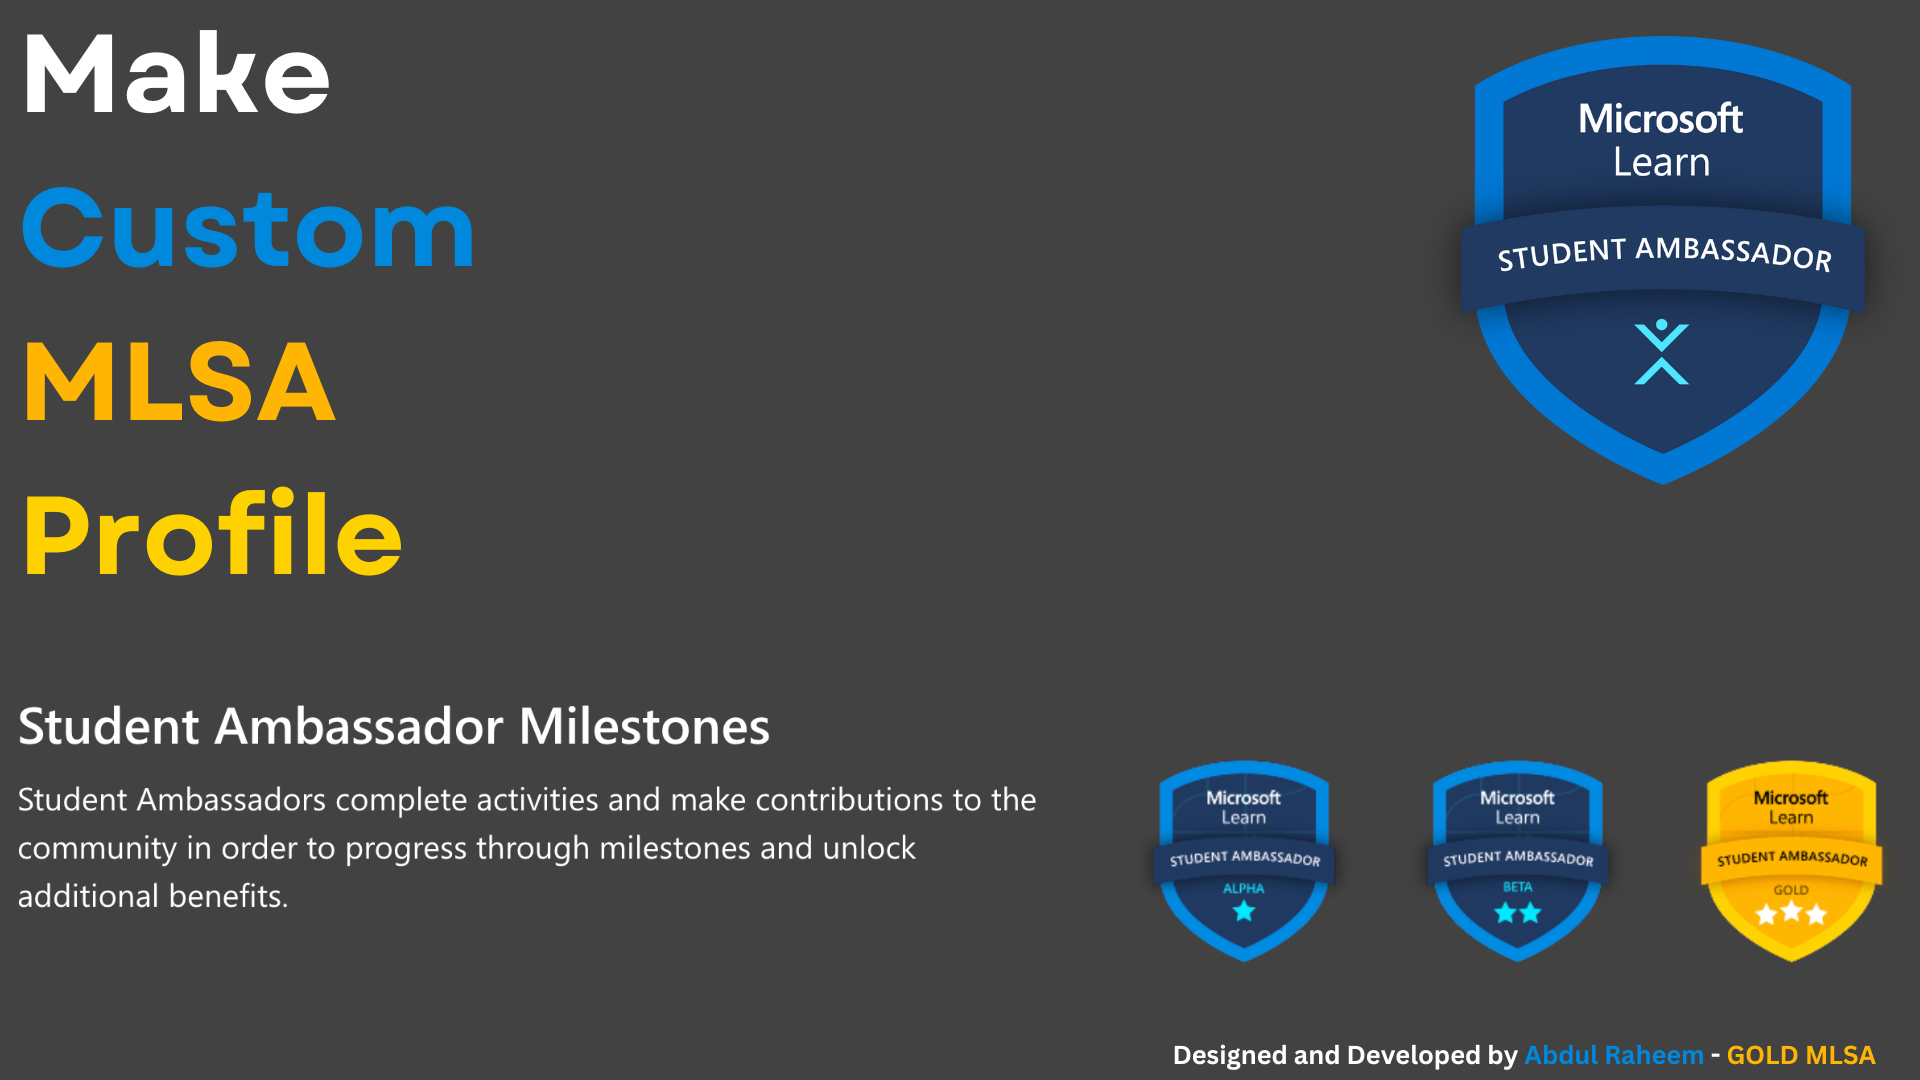 Make
Custom
MLSA
Profile
Microsoft
Learn
STUDENT AMBASSADOR
Student Ambassador Milestones
Student Ambassadors complete activities and make contributions to the
community in order to progress through milestones and unlock
additional benefits.
Microsoft
Learn
STUDENT AMBASSADOR
ALPHA
Microsoft
Learn
STUDENT AMBASSADOR
BETA
Microsoft
Learn
STUDENT AMBASSADOR
GOLD
Designed and Developed by Abdul Raheem - GOLD MLSA